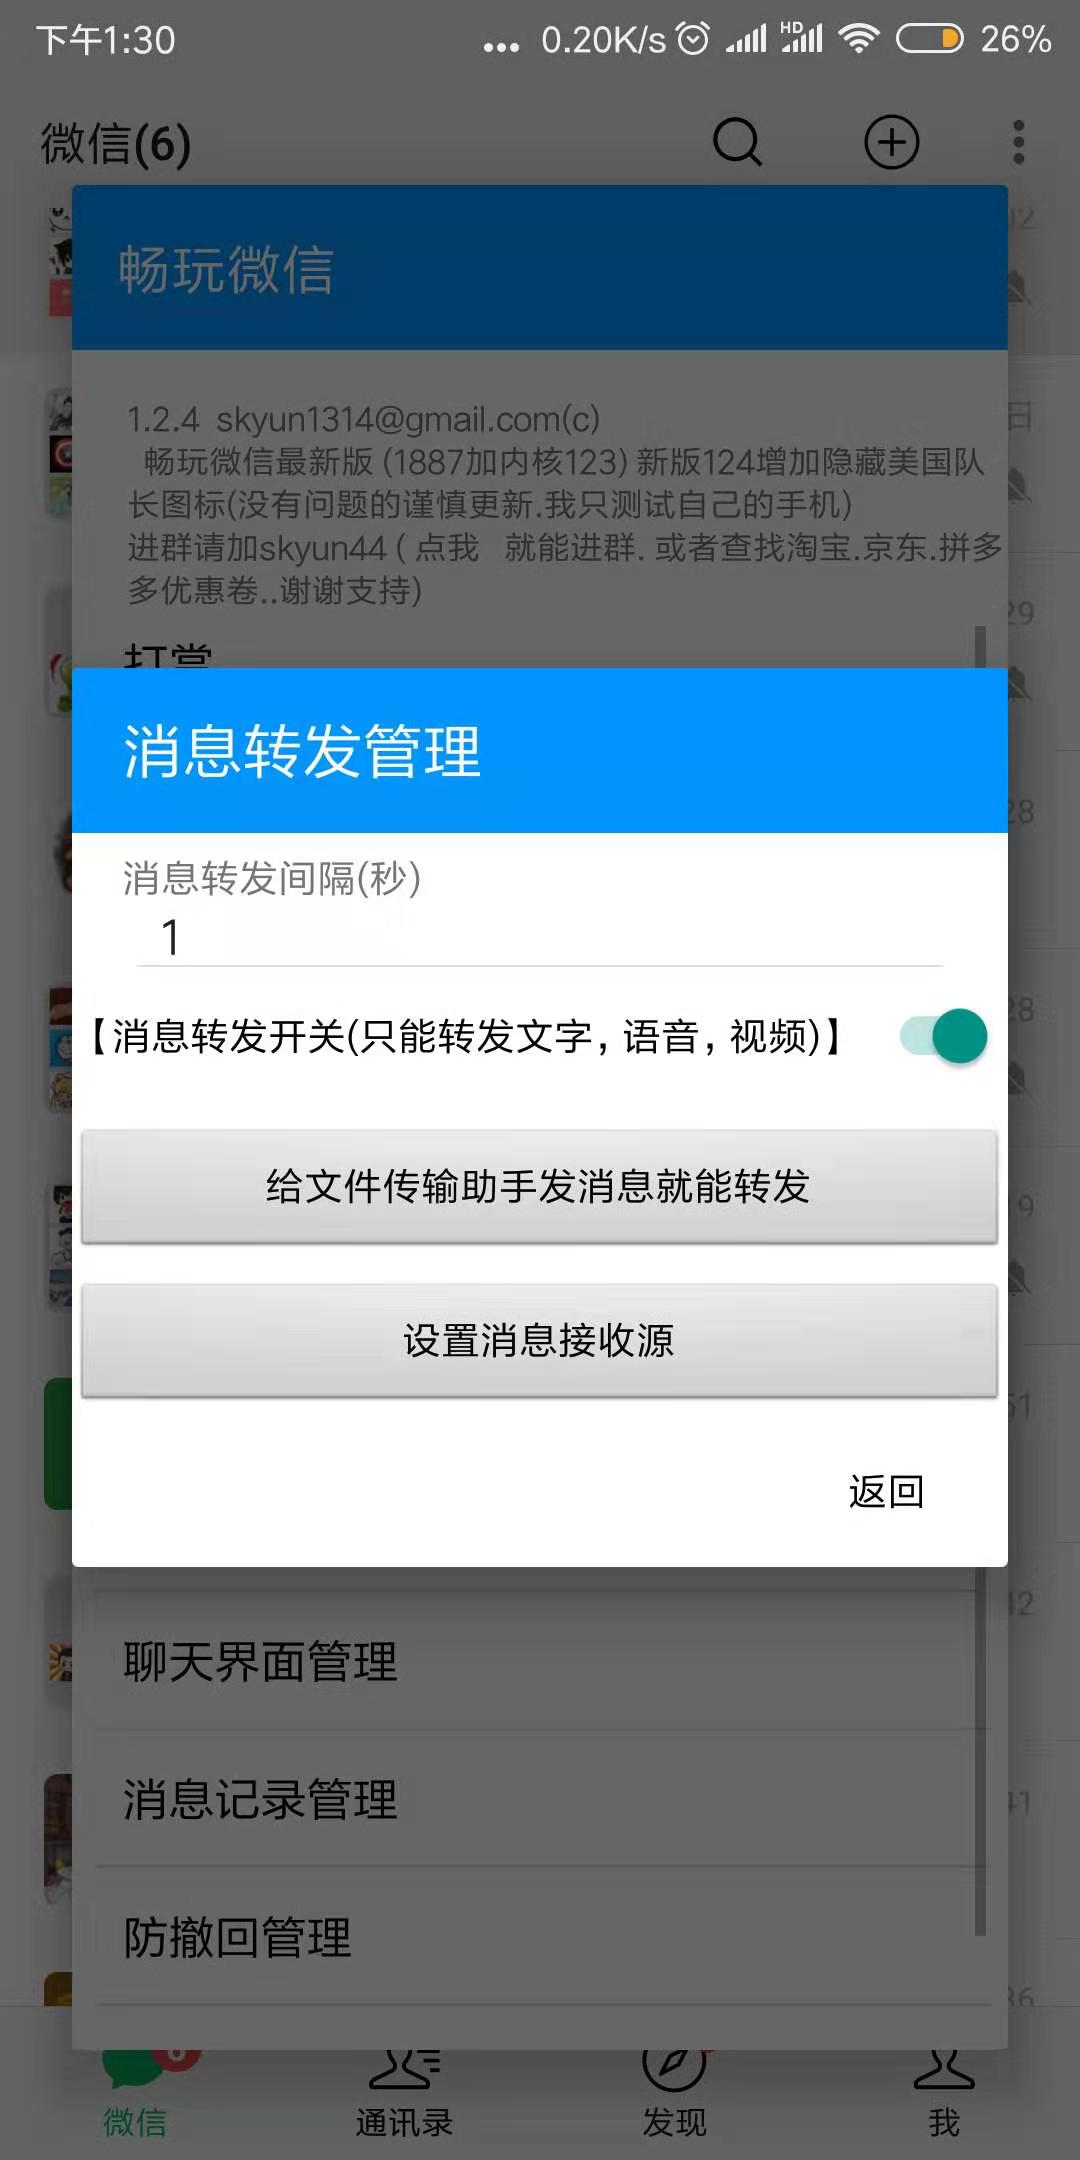 下午1:30
... 0.20K/s HD 26%
微信(6)
畅玩微信
1.2.4 skyun1314@gmail.com(c)
畅玩微信最新版(1887加内核123)新版124增加隐藏美国队
长图标(没有问题的谨慎更新.我只测试自己的手机)
进群请加skyun44 ( 点我 就能进群. 或者查找淘宝.京东.拼多
多优惠卷..谢谢支持)
打赏
消息转发管理
消息转发间隔(秒)
1
【消息转发开关(只能转发文字, 语音, 视频)】
给文件传输助手发消息就能转发
设置消息接收源
返回
聊天界面管理
消息记录管理
防撤回管理
微信
通讯录
发现
我